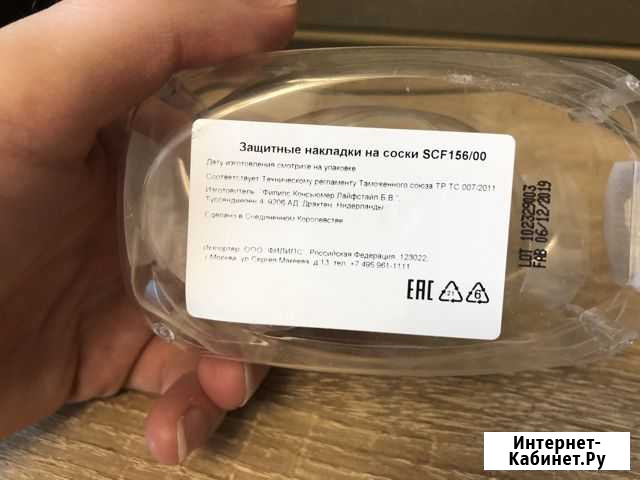 Защитные накладки на соски SCF156/00
Дату изготовления смотрите на упаковке
Соответствует Техническому регламенту Таможенного союза ТР ТС 007/2011
Изготовитель: "Филипс Консьюмер Лайфстайл Б.В.",
Туссендиепен 4, 9206 АД, Драхтен, Нидерланды
Сделано в Соединенном Королевстве
Импортер: ООО "ФИЛИПС", Российская Федерация, 123022,
г.Москва, ул.Сергея Макеева, д.13, тел. +7 495 961-1111
EAC 21 6
LOT 102329R03
FAB 06/12/2019
Интернет-
Кабинет.Ру